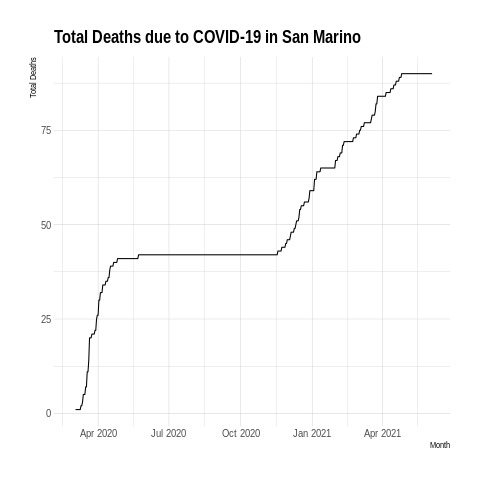 Total Deaths due to COVID-19 in San Marino
Total Deaths
75
50
25
0
Apr 2020 Jul 2020 Oct 2020 Jan 2021 Apr 2021
Month